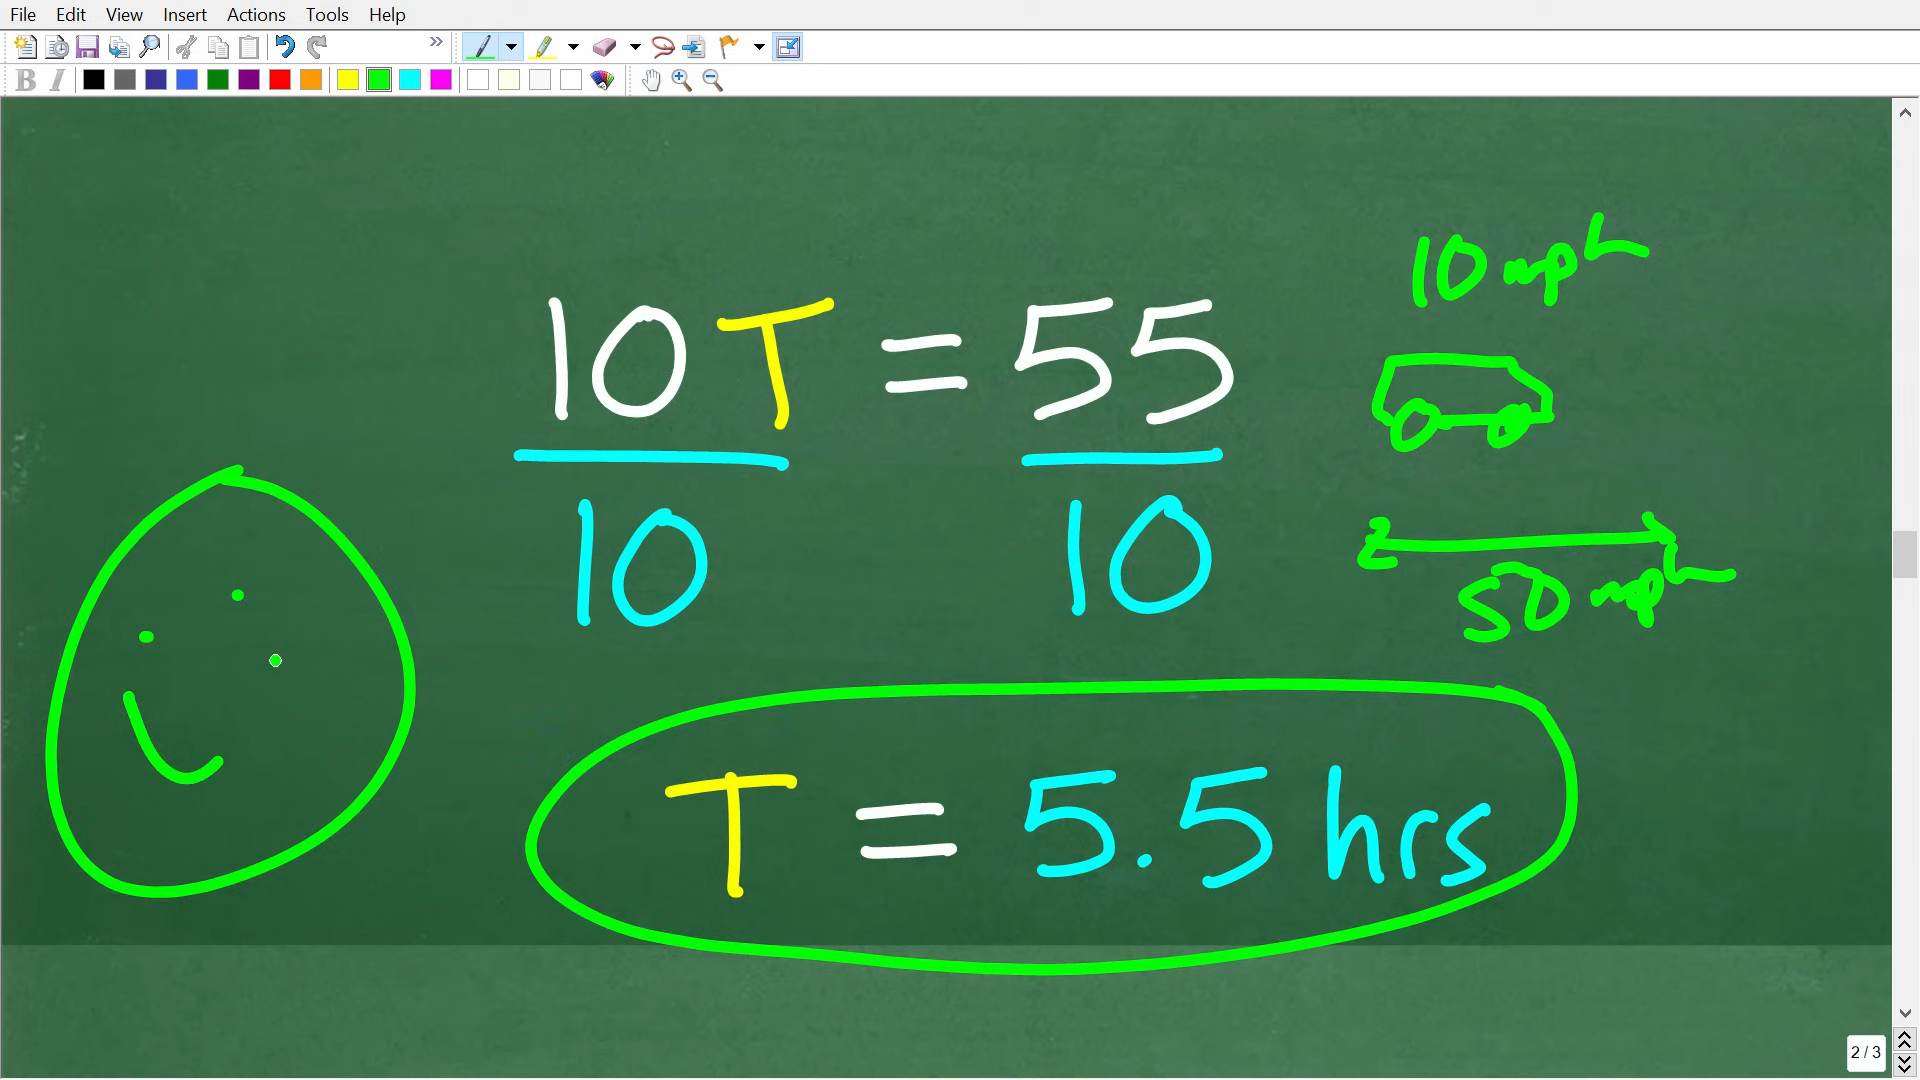 File Edit View Insert Actions Tools Help
B I
10 mph
10T = 55
10 10
50 mph
T = 5.5 hrs
2 / 3